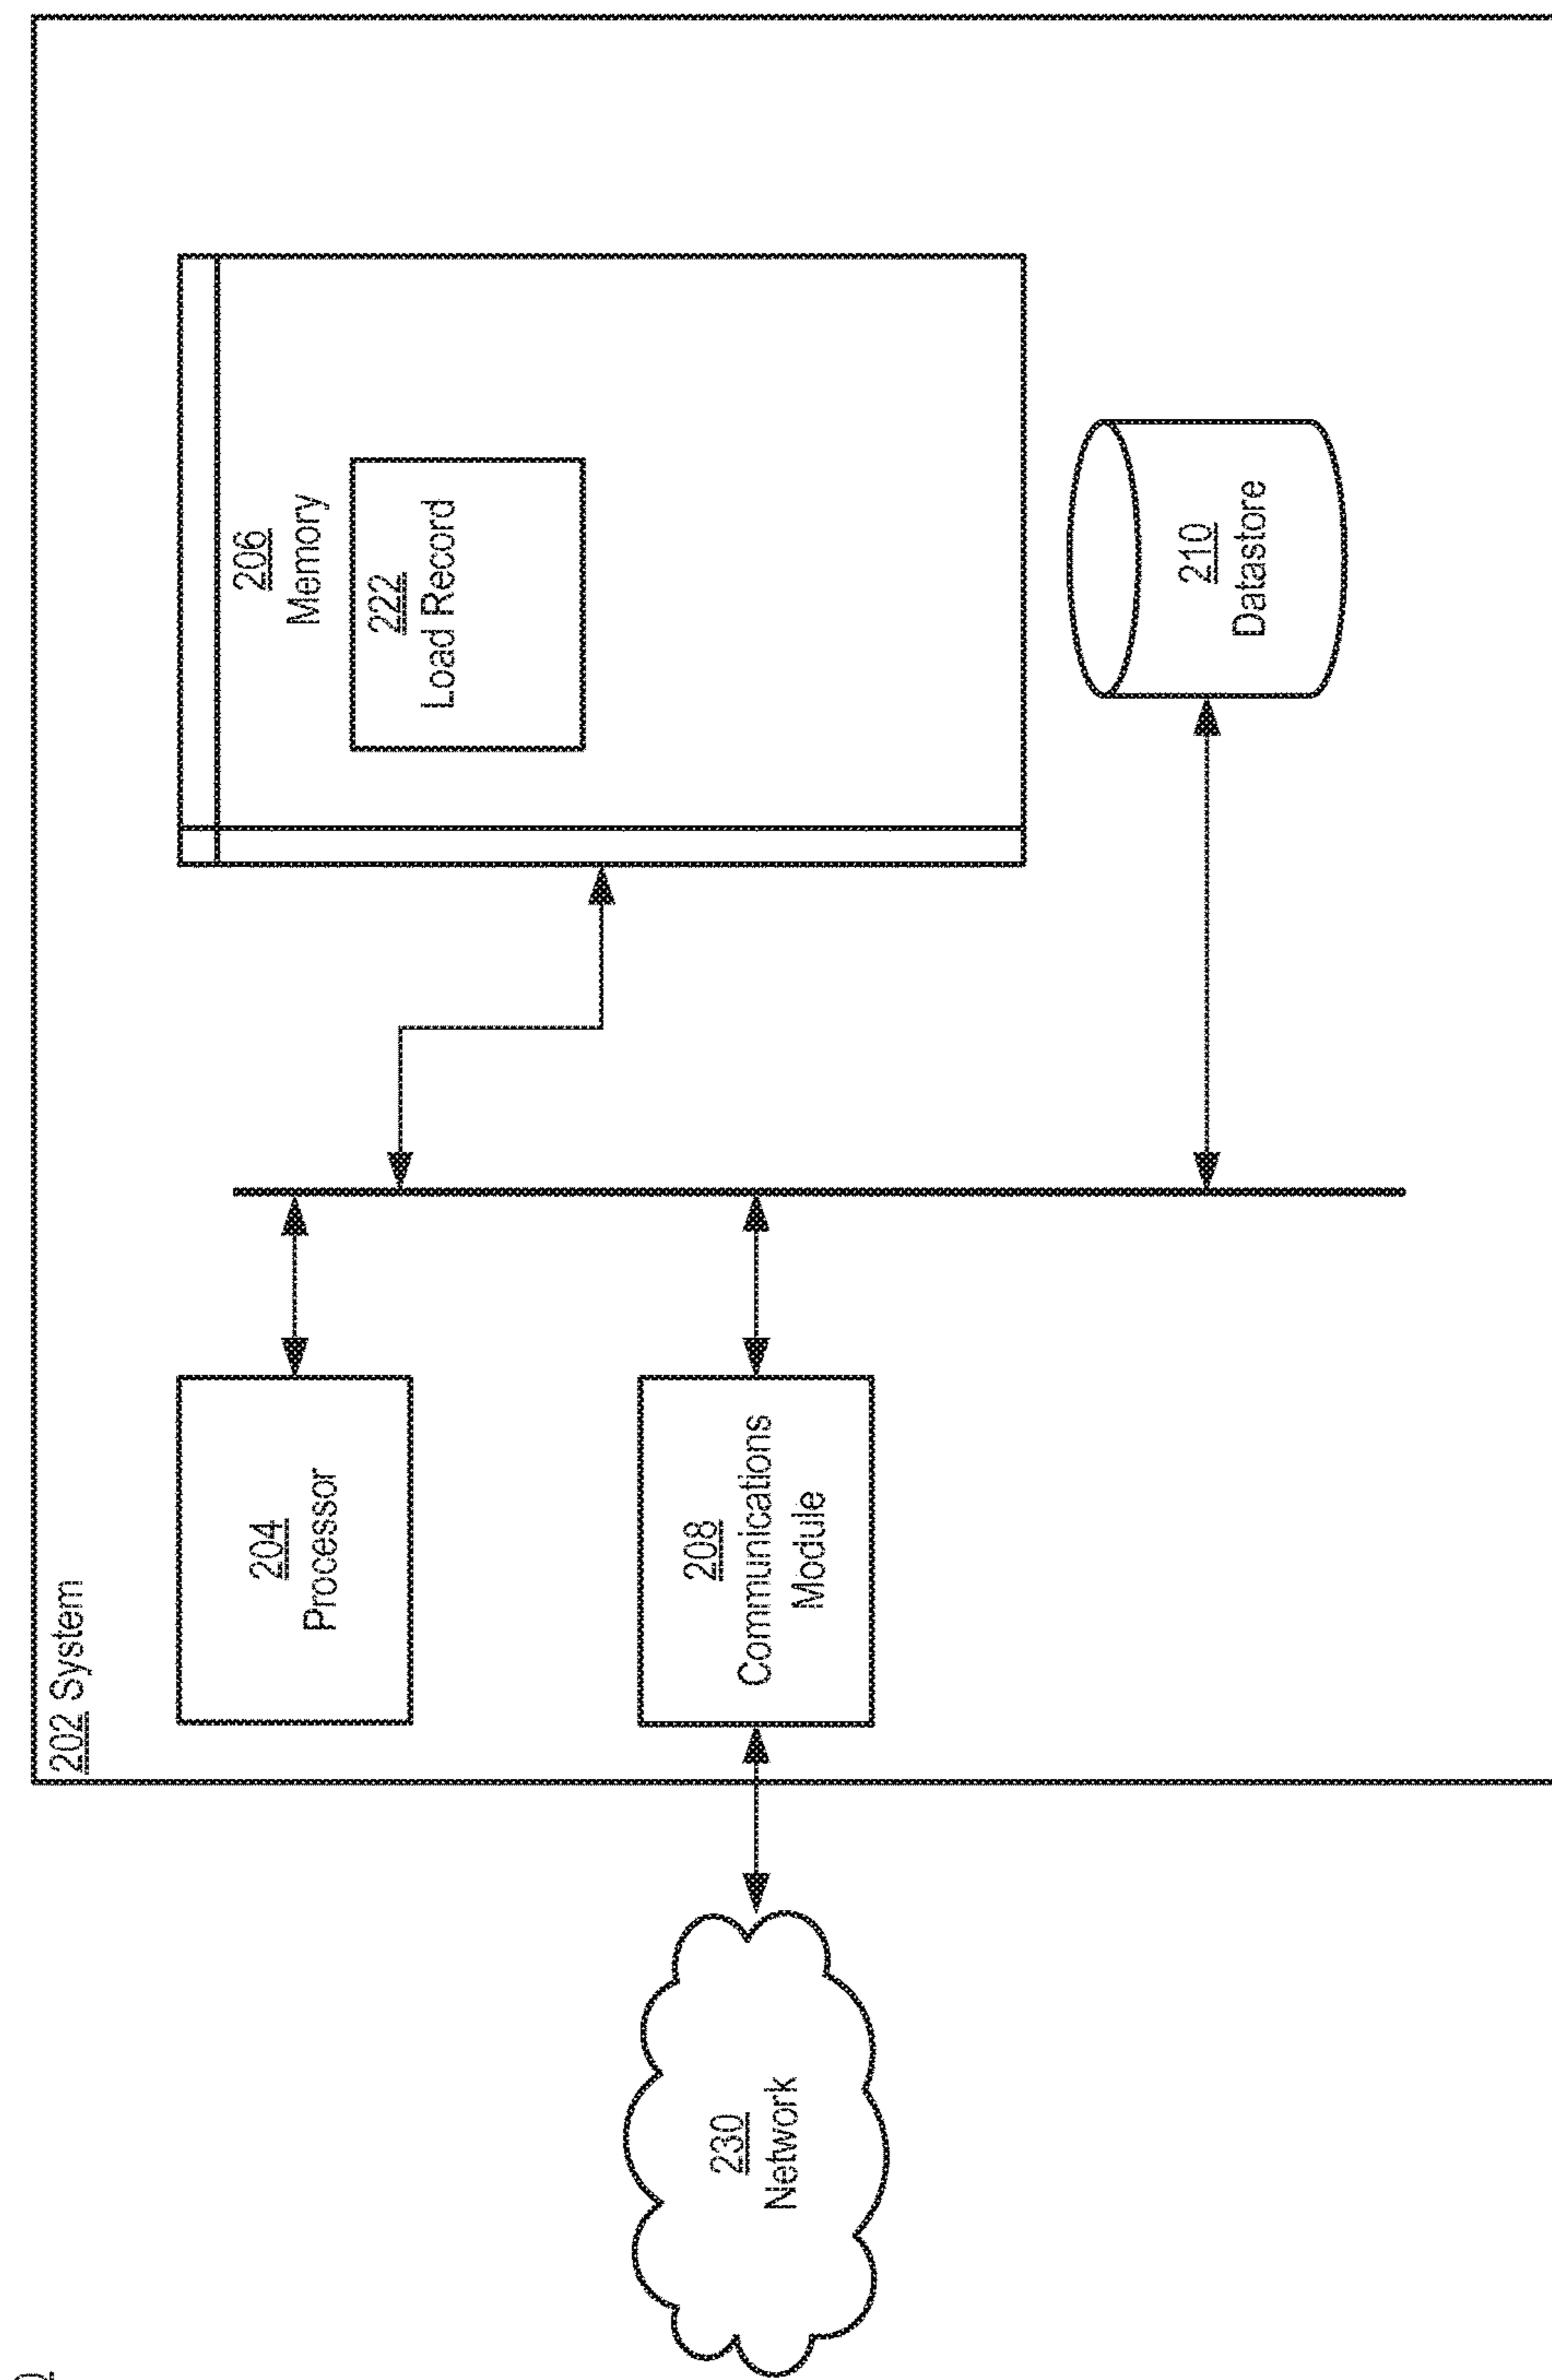 202 System
204
Processor
206
Memory
222
Load Record
208
Communications
Module
210
Datastore
230
Network